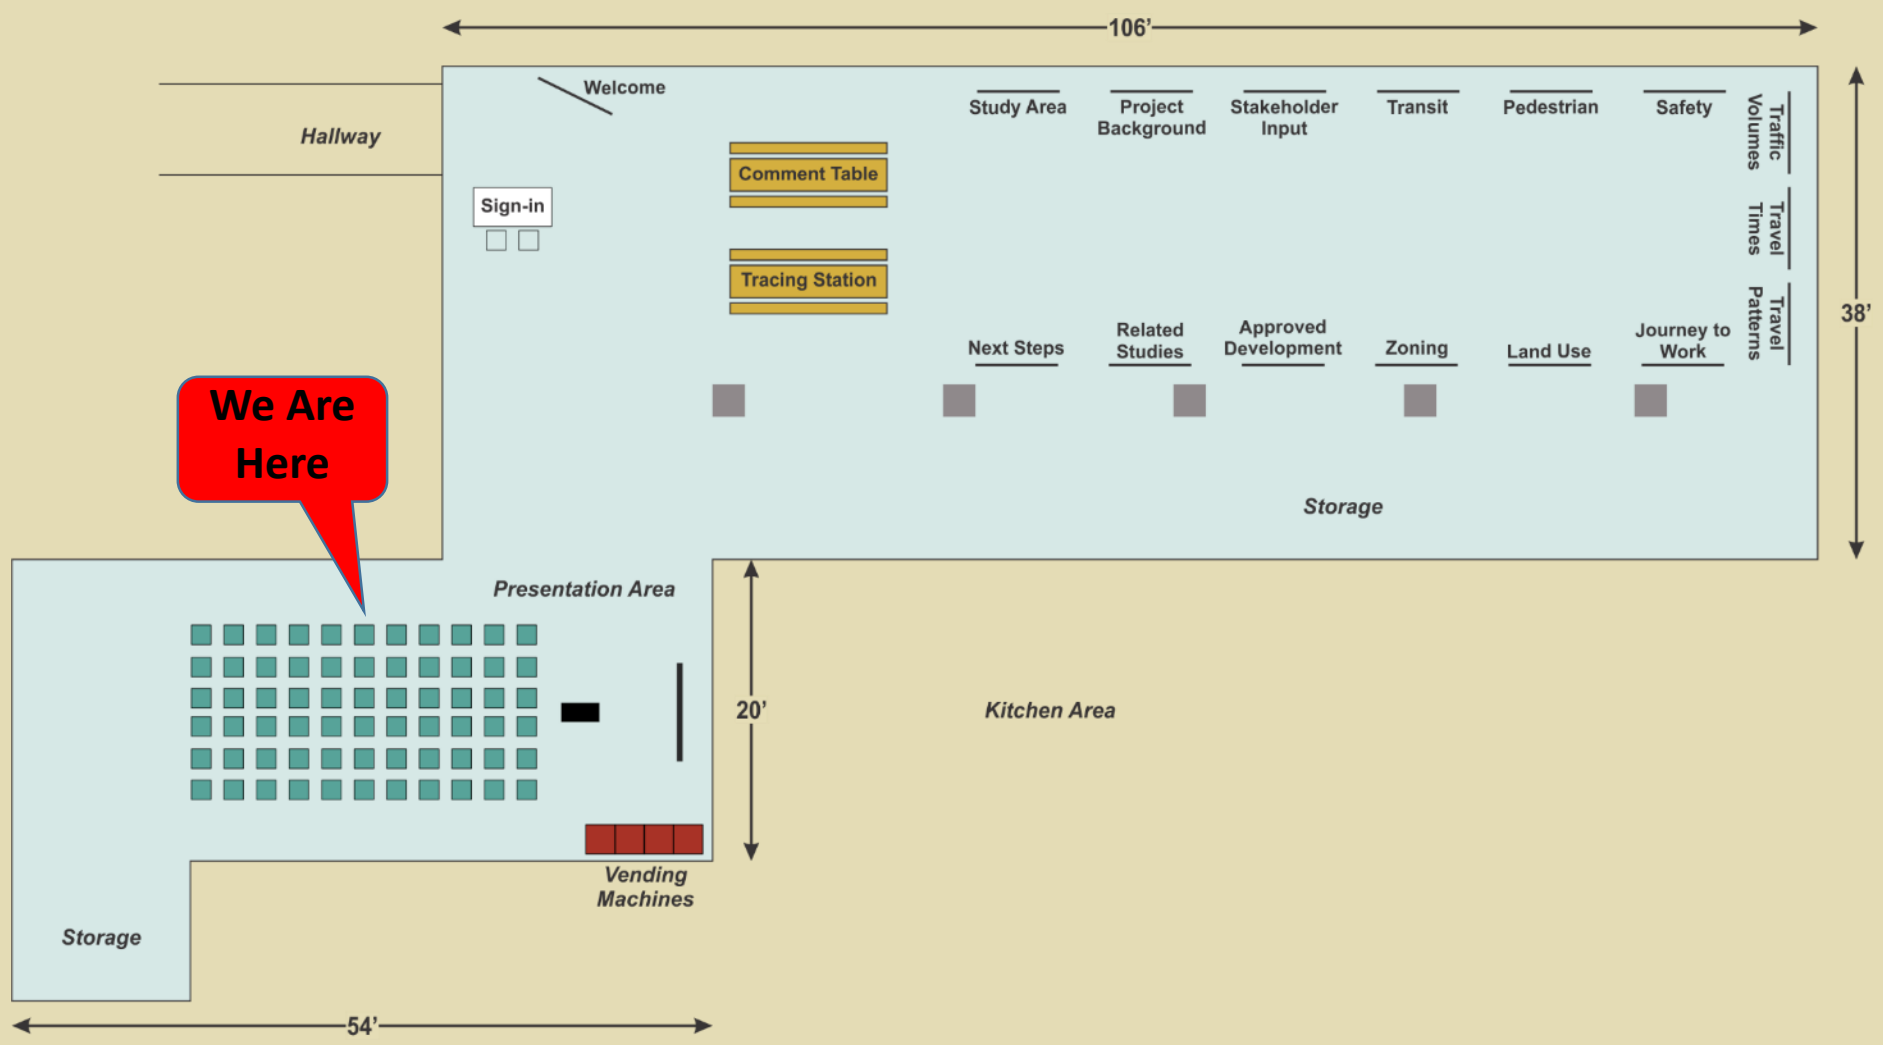 106’
Welcome
Hallway
Sign-in
Comment Table
Tracing Station
Study Area
Project
Background
Stakeholder
Input
Transit
Pedestrian
Safety
Traffic
Volumes
Travel
Times
Travel
Patterns
38’
Next Steps
Related
Studies
Approved
Development
Zoning
Land Use
Journey to
Work
We Are
Here
Storage
Presentation Area
20’
Kitchen Area
Vending
Machines
Storage
54’